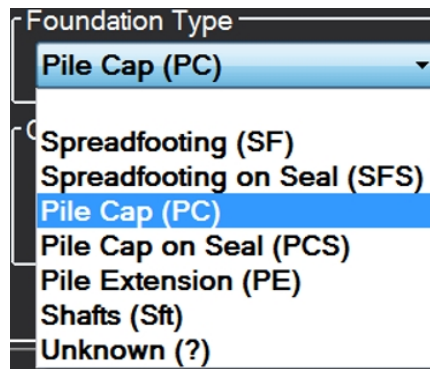 Foundation Type
Pile Cap (PC)
Spreadfooting (SF)
Spreadfooting on Seal (SFS)
Pile Cap (PC)
Pile Cap on Seal (PCS)
Pile Extension (PE)
Shafts (Sft)
Unknown (?)